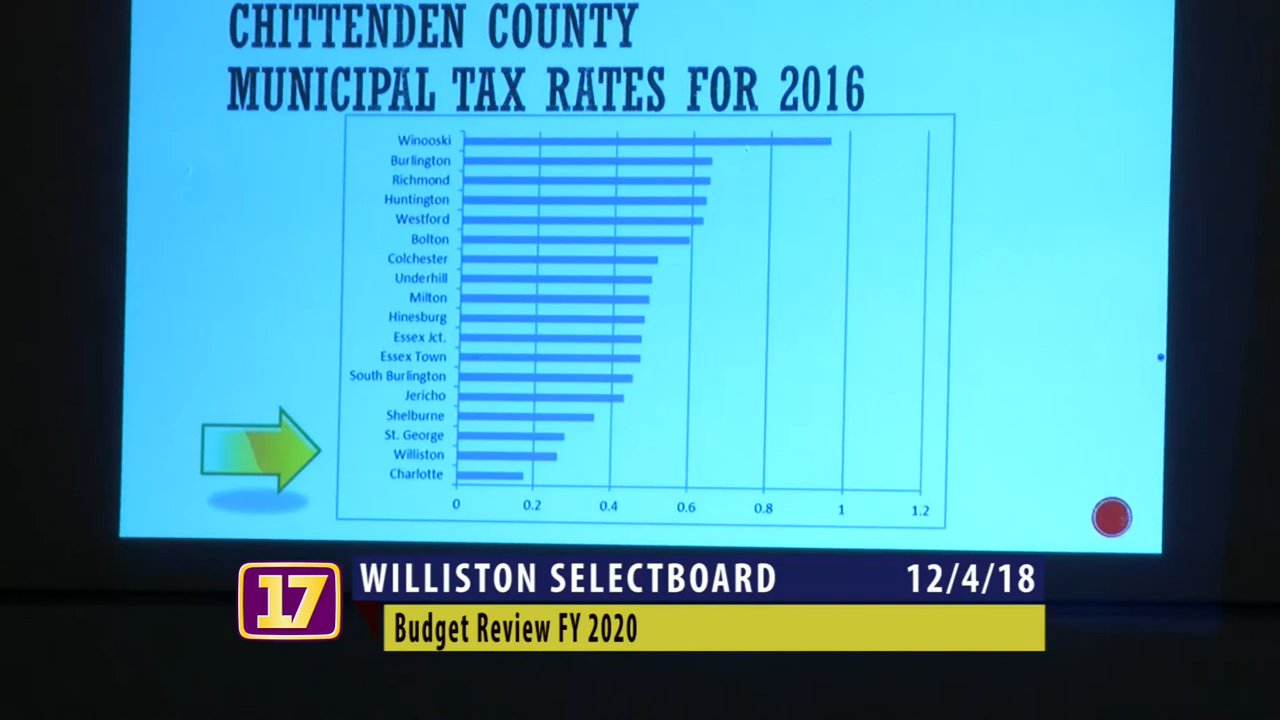 CHITTENDEN COUNTY
MUNICIPAL TAX RATES FOR 2016
Winooski
Burlington
Richmond
Huntington
Westford
Bolton
Colchester
Underhill
Milton
Hinesburg
Essex Jct.
Essex Town
South Burlington
Jericho
Shelburne
St. George
Williston
Charlotte
0 0.2 0.4 0.6 0.8 1 1.2
17 WILLISTON SELECTBOARD 12/4/18
Budget Review FY 2020